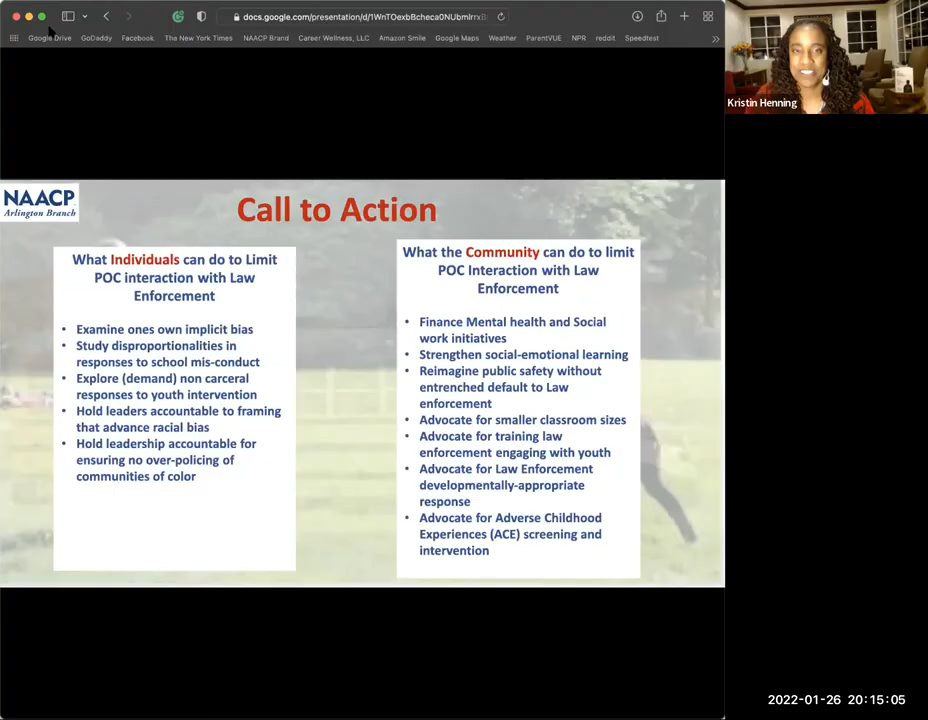 docs.google.com/presentation/d/1WnTOexbBcheca0NUbmIrrxB
Google Drive GoDaddy Facebook The New York Times NAACP Brand Career Wellness, LLC Amazon Smile Google Maps Weather ParentVUE NPR reddit Speedtest
Kristin Henning
NAACP
Arlington Branch
Call to Action
What Individuals can do to Limit
POC interaction with Law
Enforcement
• Examine ones own implicit bias
• Study disproportionalities in
responses to school mis-conduct
• Explore (demand) non carceral
responses to youth intervention
• Hold leaders accountable to framing
that advance racial bias
• Hold leadership accountable for
ensuring no over-policing of
communities of color
What the Community can do to limit
POC Interaction with Law
Enforcement
• Finance Mental health and Social
work initiatives
• Strengthen social-emotional learning
• Reimagine public safety without
entrenched default to Law
enforcement
• Advocate for smaller classroom sizes
• Advocate for training law
enforcement engaging with youth
• Advocate for Law Enforcement
developmentally-appropriate
response
• Advocate for Adverse Childhood
Experiences (ACE) screening and
intervention
2022-01-26 20:15:05